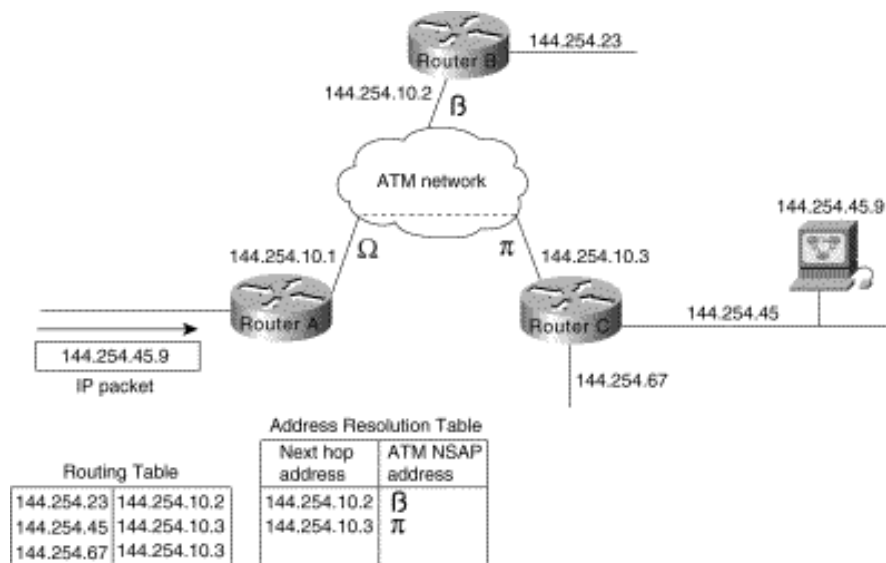 144.254.23
Router B
144.254.10.2
β
ATM network
144.254.45.9
144.254.10.1
Ω
π
144.254.10.3
Router A
Router C
144.254.45
144.254.45.9
IP packet
144.254.67
Address Resolution Table
Next hop address
ATM NSAP address
144.254.10.2 β
144.254.10.3 π
Routing Table
144.254.23 144.254.10.2
144.254.45 144.254.10.3
144.254.67 144.254.10.3